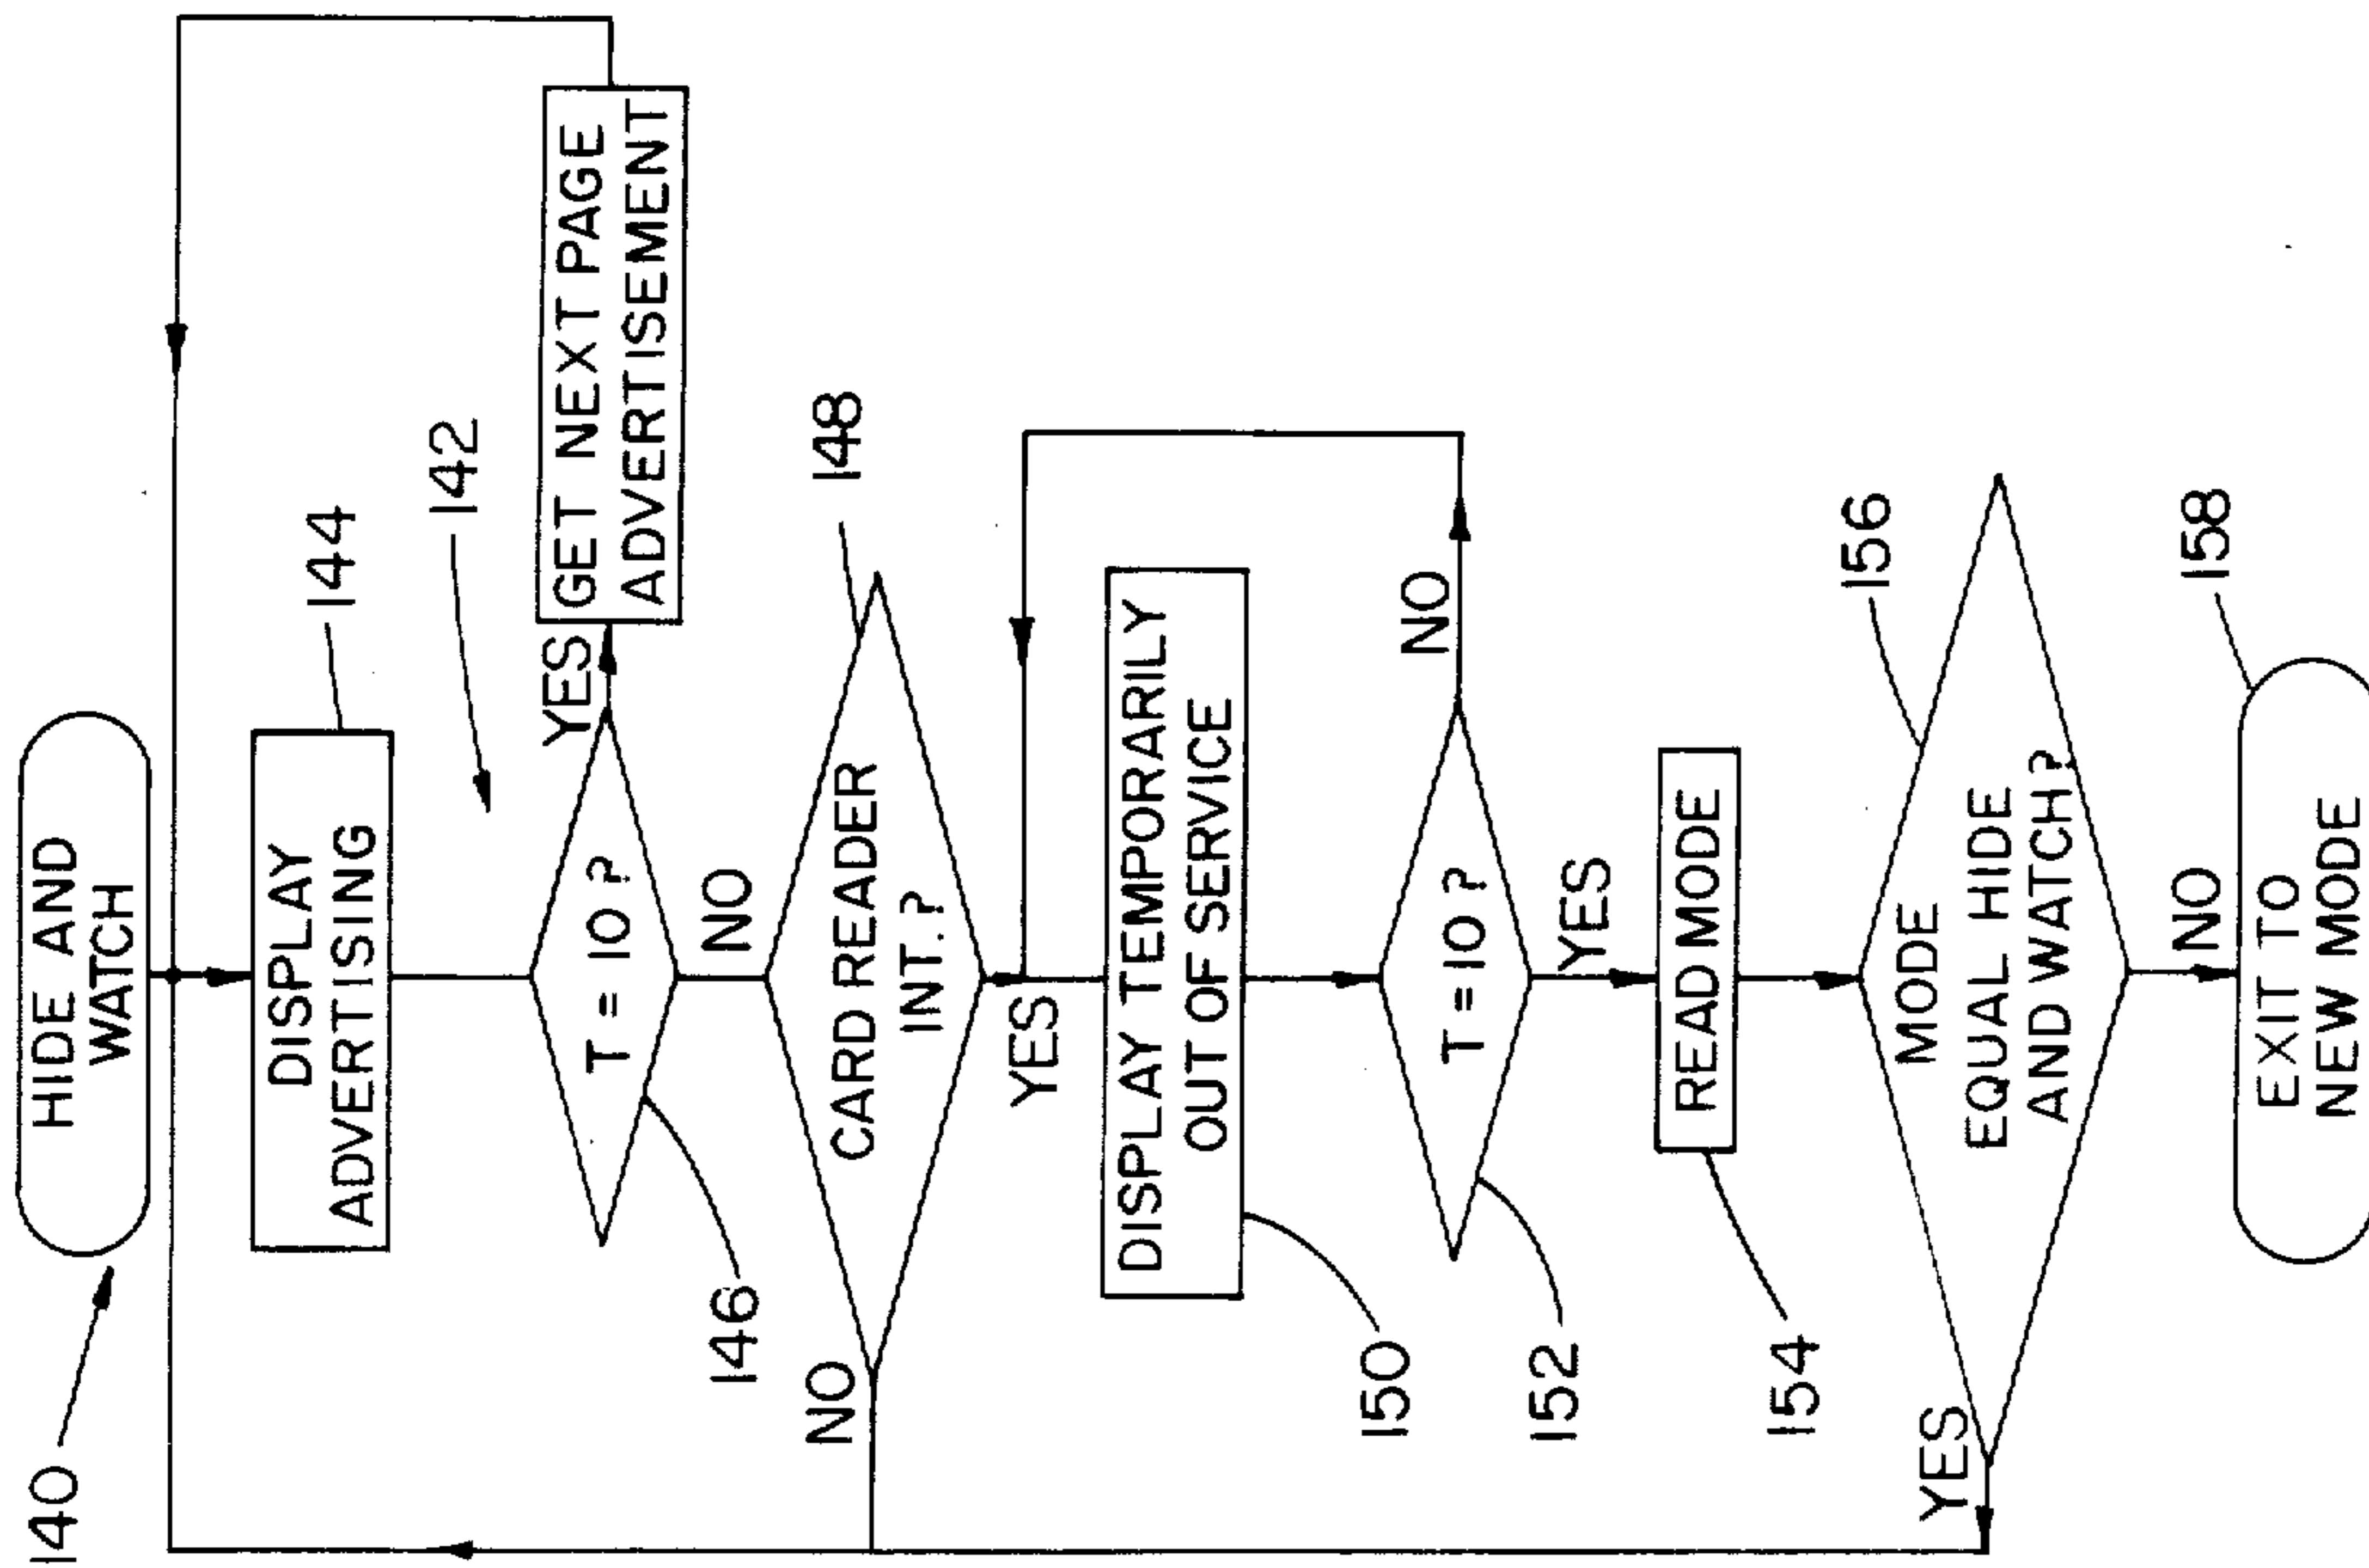 140
HIDE AND
WATCH
DISPLAY
ADVERTISING
144
142
T = 10 ?
YES
GET NEXT PAGE
ADVERTISEMENT
146
NO
CARD READER
INT.?
148
NO
YES
DISPLAY TEMPORARILY
OUT OF SERVICE
150
T = 10 ?
NO
152
YES
READ MODE
154
MODE
EQUAL HIDE
AND WATCH?
156
YES
NO
EXIT TO
NEW MODE
158